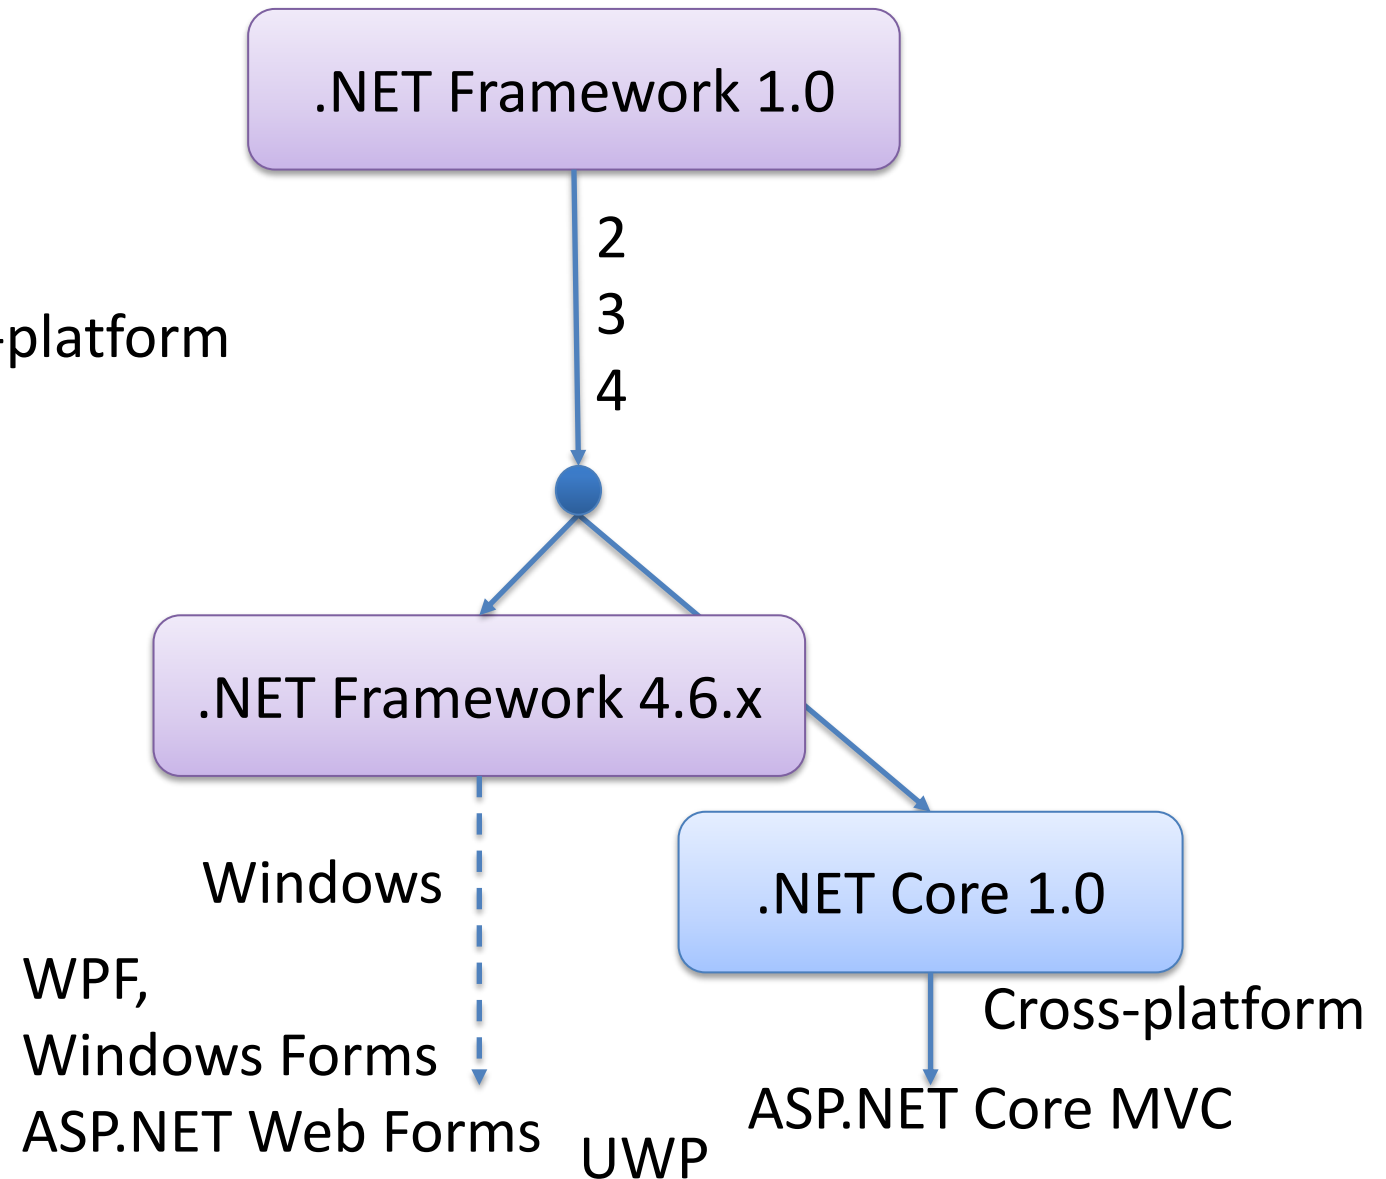 .NET Framework 1.0
2
3
4
-platform
.NET Framework 4.6.x
Windows
.NET Core 1.0
WPF,
Windows Forms
ASP.NET Web Forms
Cross-platform
ASP.NET Core MVC
UWP